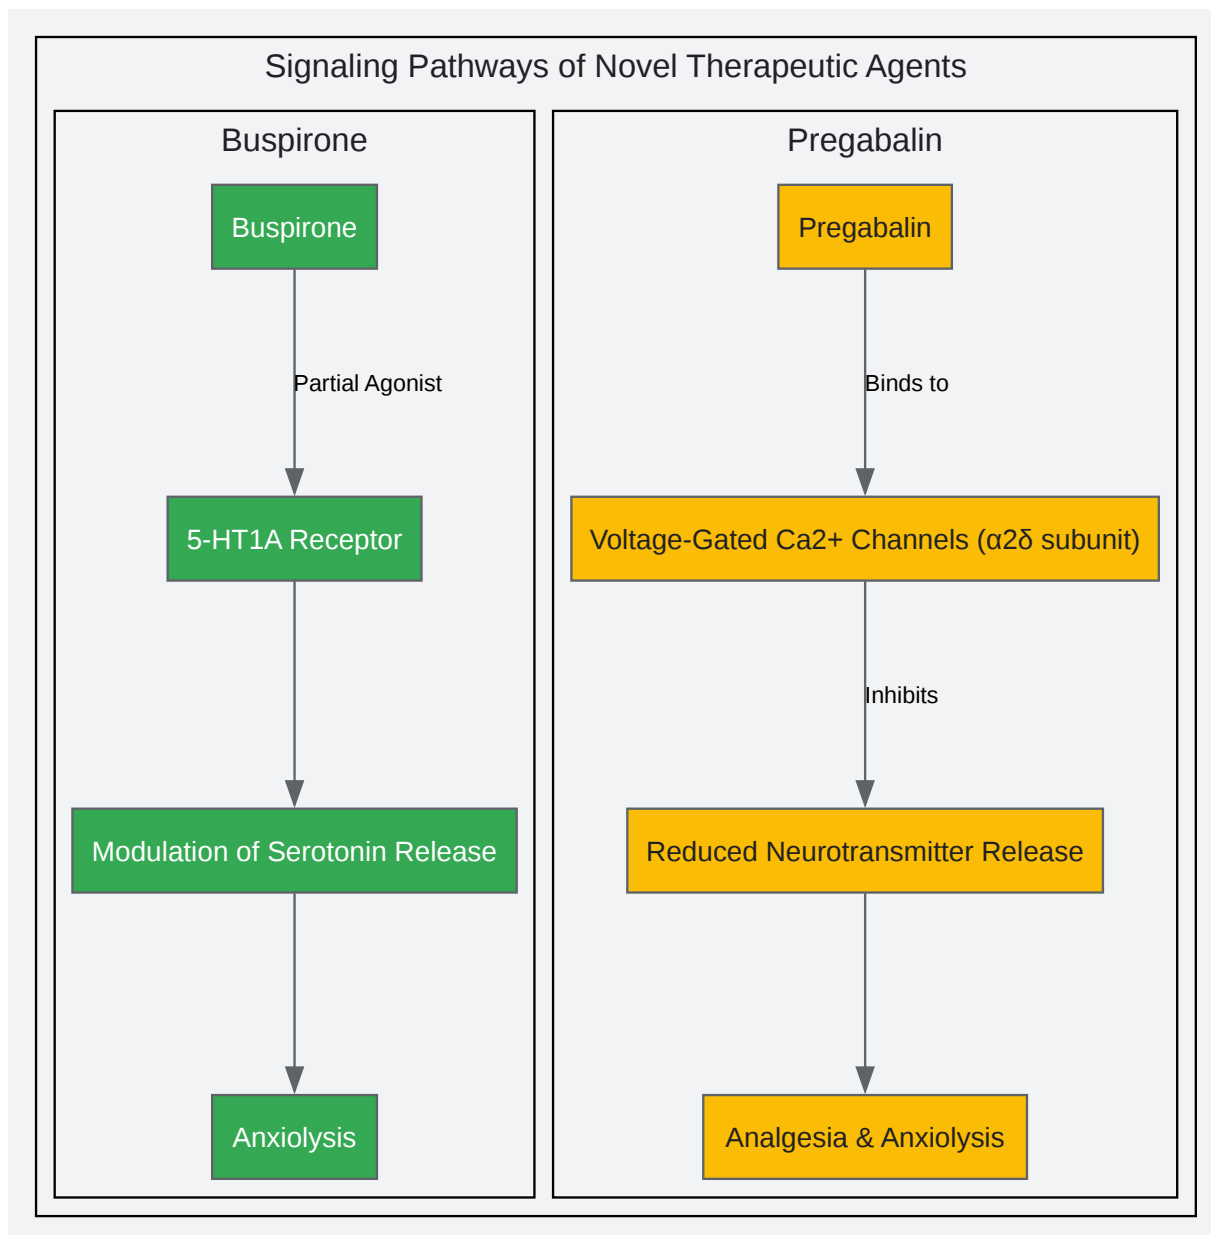 Signaling Pathways of Novel Therapeutic Agents
Buspirone
Buspirone
Partial Agonist
5-HT1A Receptor
Modulation of Serotonin Release
Anxiolysis
Pregabalin
Pregabalin
Binds to
Voltage-Gated Ca2+ Channels (α2δ subunit)
Inhibits
Reduced Neurotransmitter Release
Analgesia & Anxiolysis